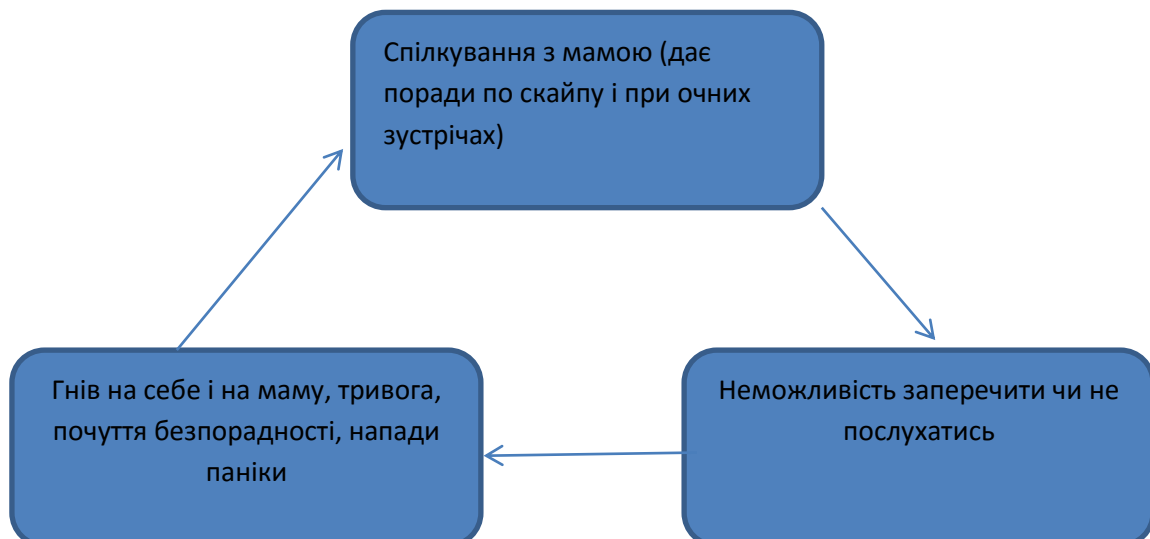 Спілкування з мамою (дає
поради по скайпу і при очних
зустрічах)
Гнів на себе і на маму, тривога,
почуття безпорадності, напади
паніки
Неможливість заперечити чи не
послухатись